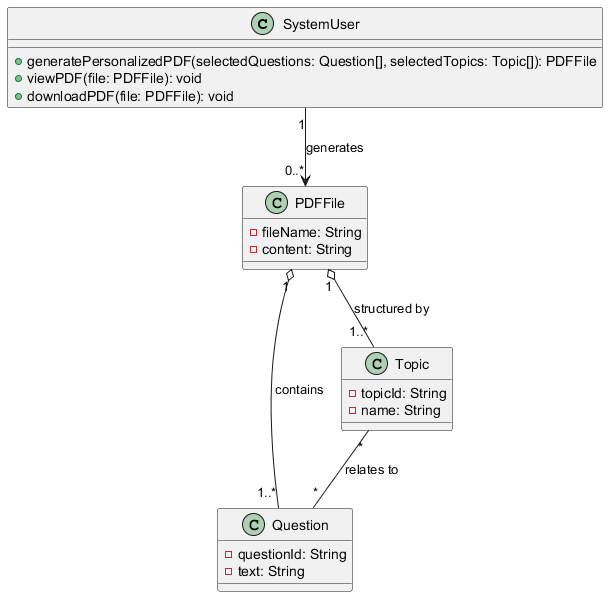 C SystemUser
generatePersonalizedPDF(selectedQuestions: Question[], selectedTopics: Topic[]): PDFFile
viewPDF(file: PDFFile): void
downloadPDF(file: PDFFile): void
1
generates
0..*
C PDFFile
fileName: String
content: String
1
1
structured by
1..*
C Topic
topicId: String
name: String
contains
*
relates to
1..*
*
C Question
questionId: String
text: String